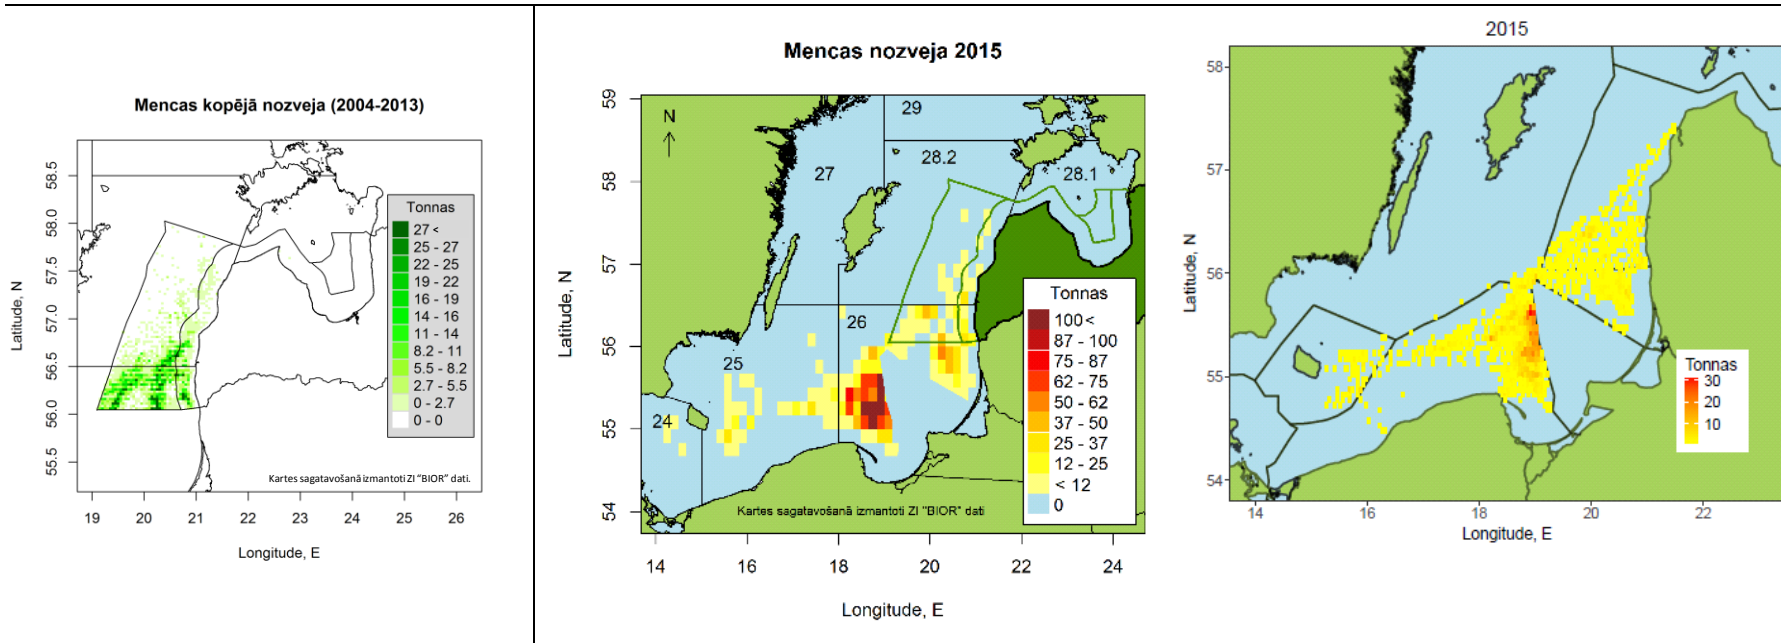 Mencas kopējā nozveja (2004-2013)
58.5
58.0
57.5
57.0
56.5
56.0
55.5
Latitude, N
Tonnas
27 <
25 - 27
22 - 25
19 - 22
16 - 19
14 - 16
11 - 14
8.2 - 11
5.5 - 8.2
2.7 - 5.5
0 - 2.7
0 - 0
Kartes sagatavošanā izmantoti ZI "BIOR" dati.
19 20 21 22 23 24 25 26
Longitude, E
Mencas nozveja 2015
59
58
57
56
55
54
Latitude, N
N
29
28.2
27
28.1
26
25
24
Tonnas
100 <
87 - 100
75 - 87
62 - 75
50 - 62
37 - 50
25 - 37
12 - 25
< 12
0
Kartes sagatavošanā izmantoti ZI "BIOR" dati
14 16 18 20 22 24
Longitude, E
2015
58
57
56
55
54
Latitude, N
Tonnas
30
20
10
14 16 18 20 22
Longitude, E